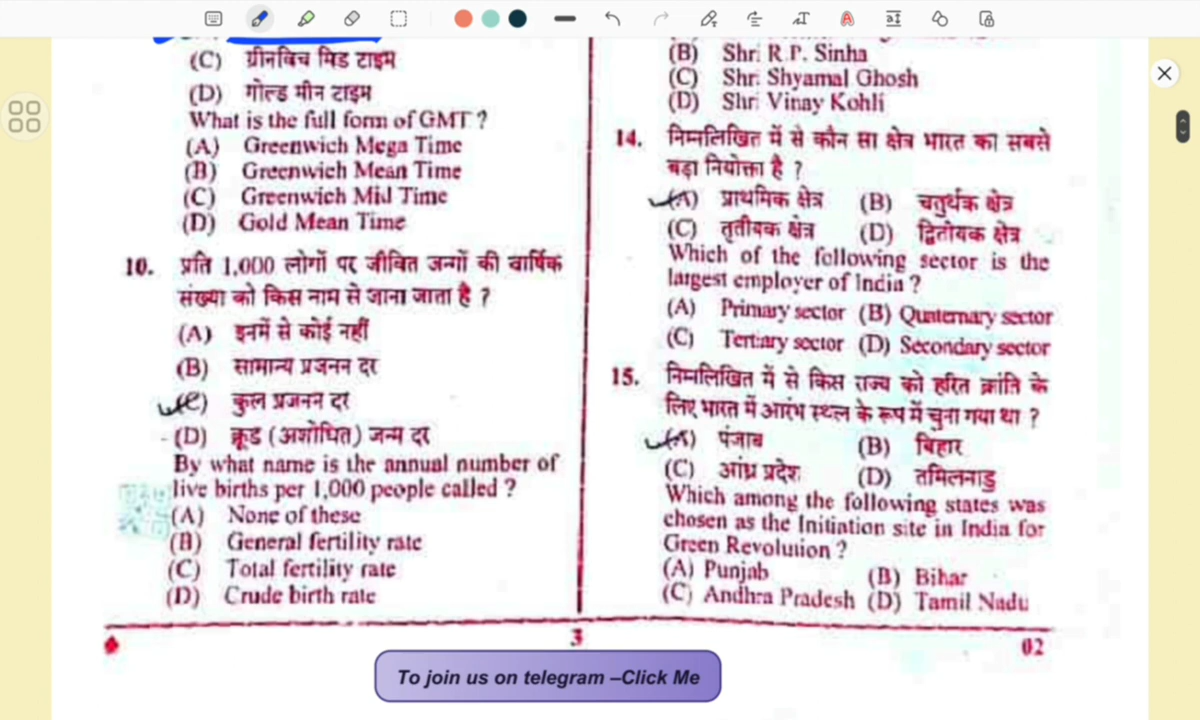 (C) ग्रीनविच मिड टाइम
(D) गोल्ड मीन टाइम
What is the full form of GMT ?
(A) Greenwich Mega Time
(B) Greenwich Mean Time
(C) Greenwich Mid Time
(D) Gold Mean Time
10. प्रति 1,000 लोगों पर जीवित जन्मों की वार्षिक
संख्या को किस नाम से जाना जाता है ?
(A) इनमें से कोई नहीं
(B) सामान्य प्रजनन दर
(C) कुल प्रजनन दर
(D) क्रूड (अशोधित) जन्म दर
By what name is the annual number of
live births per 1,000 people called ?
(A) None of these
(B) General fertility rate
(C) Total fertility rate
(D) Crude birth rate
(B) Shri R.P. Sinha
(C) Shri Shyamal Ghosh
(D) Shri Vinay Kohli
14. निम्नलिखित में से कौन सा क्षेत्र भारत का सबसे
बड़ा नियोक्ता है ?
(A) प्राथमिक क्षेत्र (B) चतुर्थक क्षेत्र
(C) तृतीयक क्षेत्र (D) द्वितीयक क्षेत्र
Which of the following sector is the
largest employer of India ?
(A) Primary sector (B) Quaternary sector
(C) Tertiary sector (D) Secondary sector
15. निम्नलिखित में से किस राज्य को हरित क्रांति के
लिए भारत में आरंभ स्थल के रूप में चुना गया था ?
(A) पंजाब (B) बिहार
(C) आंध्र प्रदेश (D) तमिलनाडु
Which among the following states was
chosen as the Initiation site in India for
Green Revolution ?
(A) Punjab (B) Bihar
(C) Andhra Pradesh (D) Tamil Nadu
3
02
To join us on telegram –Click Me